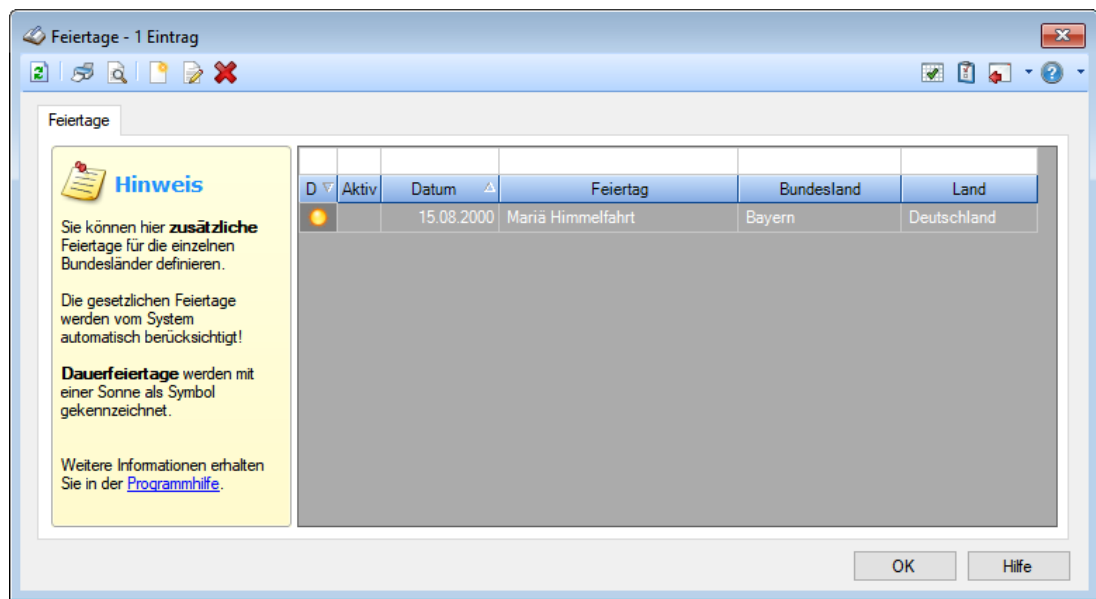 Feiertage - 1 Eintrag
Feiertage
Hinweis
Sie können hier zusätzliche
Feiertage für die einzelnen
Bundesländer definieren.
Die gesetzlichen Feiertage
werden vom System
automatisch berücksichtigt!
Dauerfeiertage werden mit
einer Sonne als Symbol
gekennzeichnet.
Weitere Informationen erhalten
Sie in der Programmhilfe.
D Aktiv Datum Feiertag Bundesland Land
15.08.2000 Mariä Himmelfahrt Bayern Deutschland
OK Hilfe